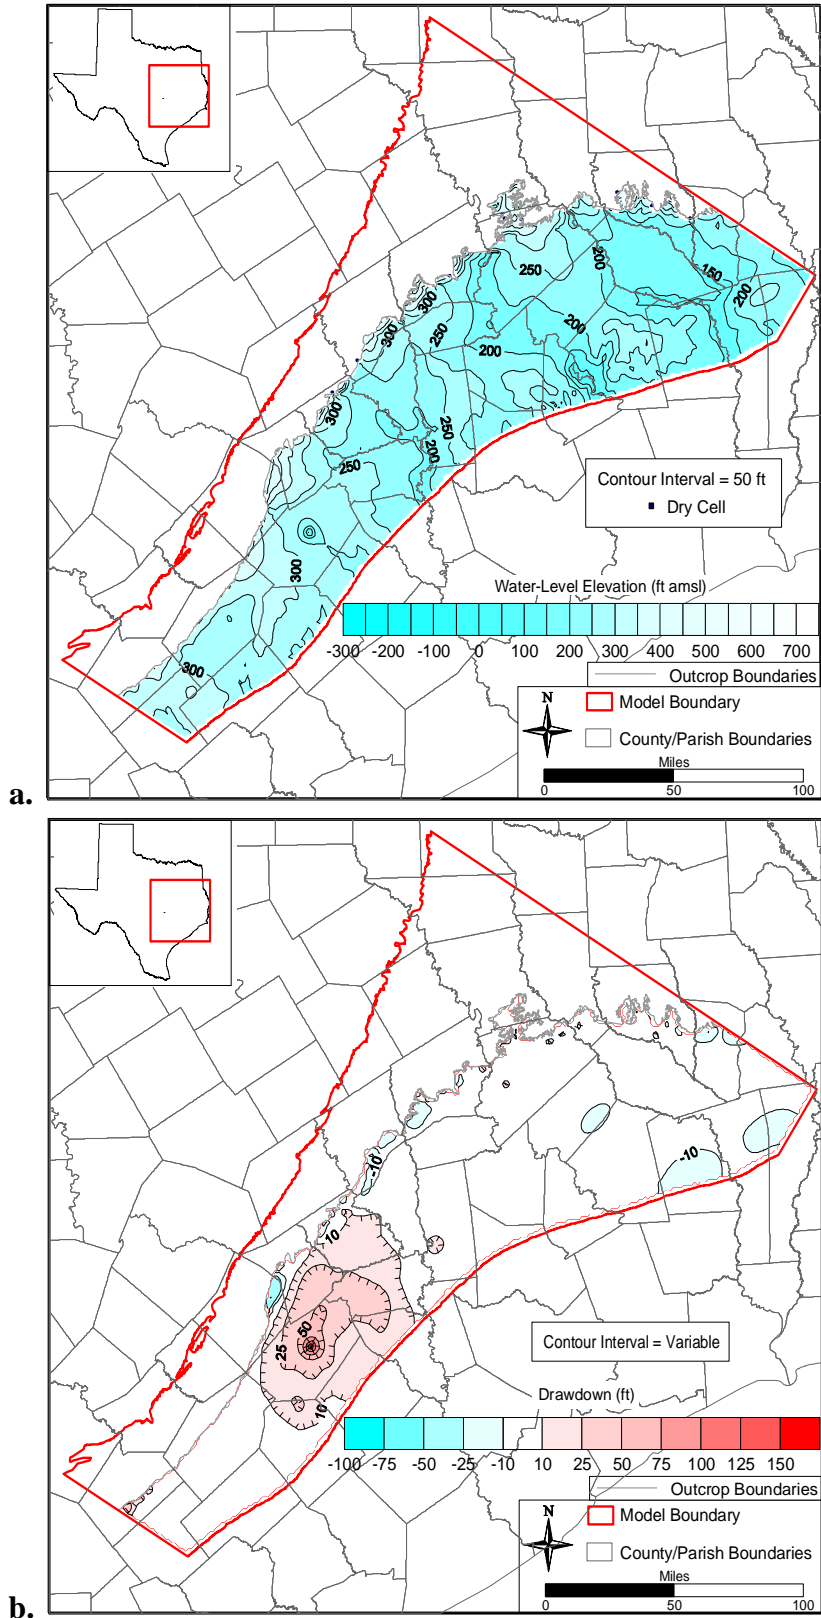 300
300
300
250
250
200
200
200
150
200
300
250
250
200
300
300
Contour Interval = 50 ft
Dry Cell
Water-Level Elevation (ft amsl)
-300 -200 -100 0 100 200 300 400 500 600 700
Outcrop Boundaries
N
Model Boundary
County/Parish Boundaries
Miles
0 50 100
a.
-10
-10
10
50
25
10
Contour Interval = Variable
Drawdown (ft)
-100 -75 -50 -25 -10 10 25 50 75 100 125 150
Outcrop Boundaries
N
Model Boundary
County/Parish Boundaries
Miles
0 50 100
b.